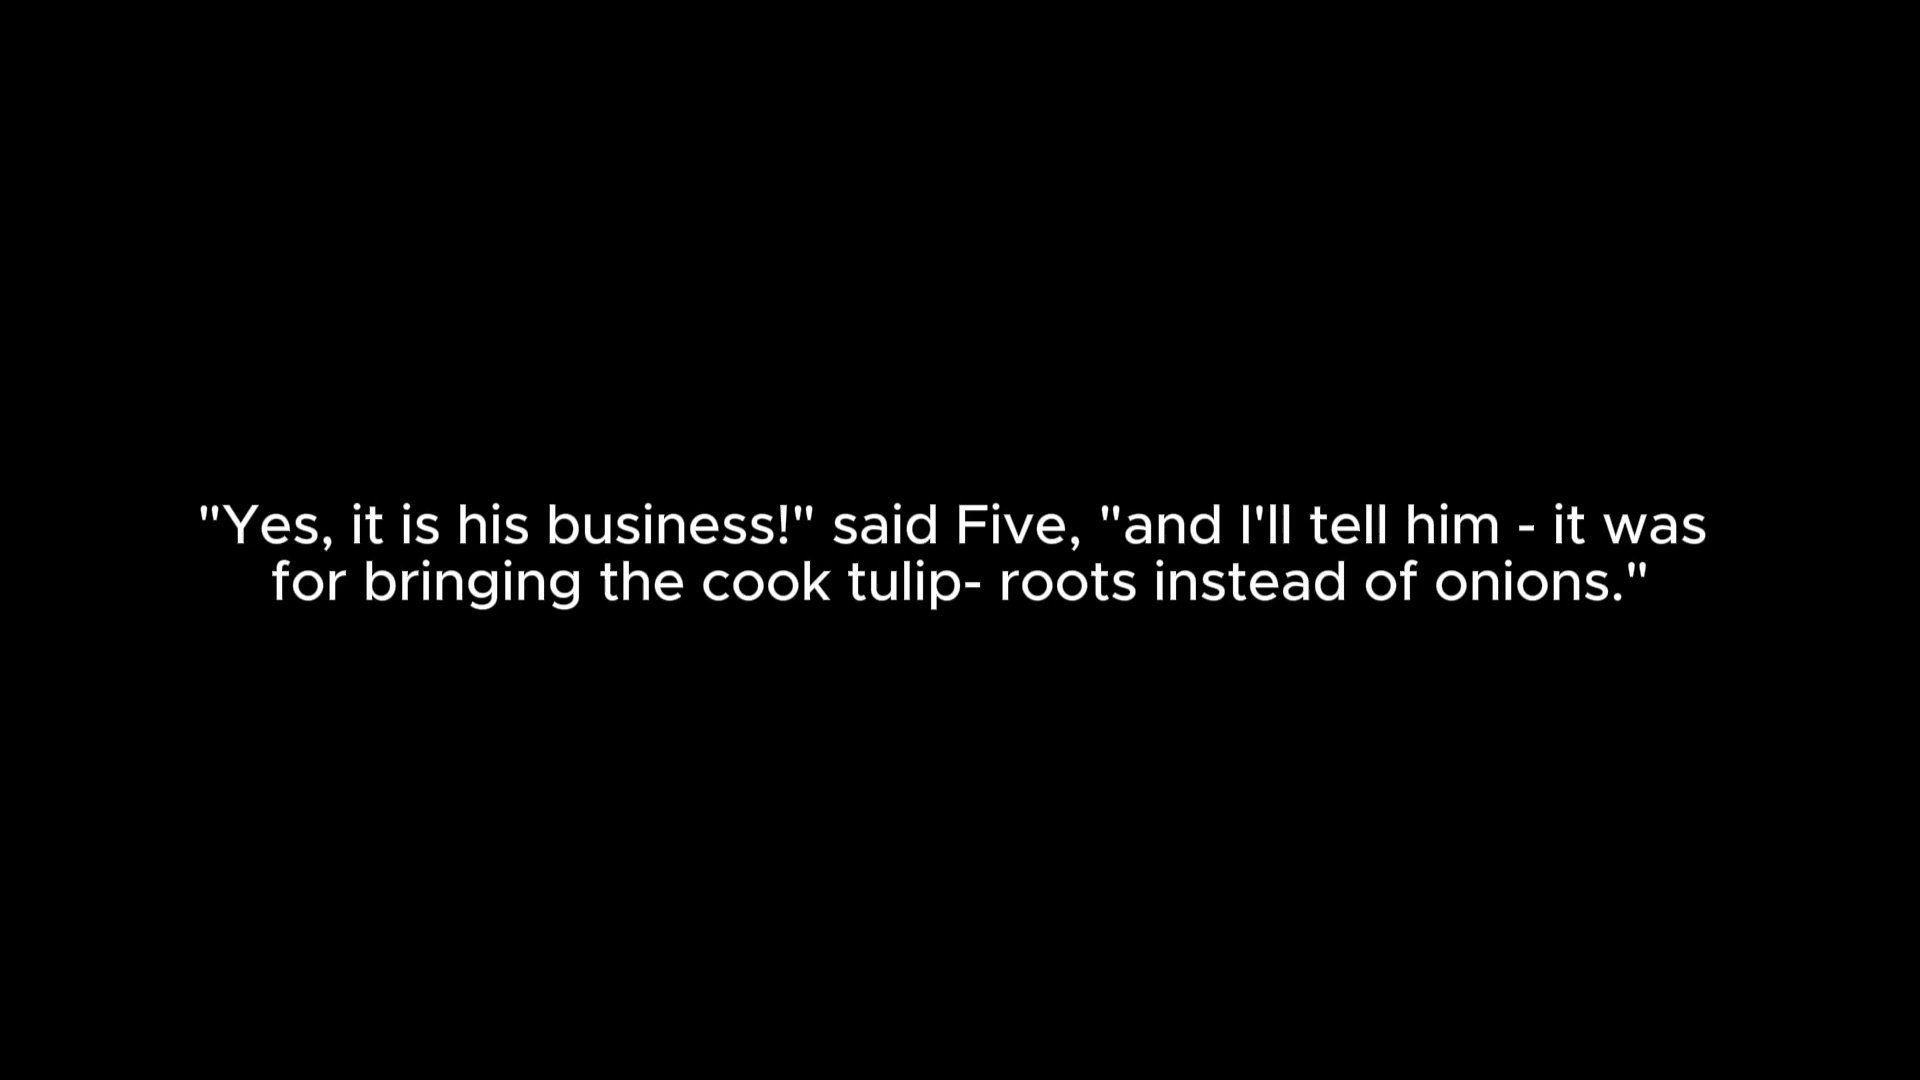 "Yes, it is his business!" said Five, "and I'll tell him - it was
for bringing the cook tulip- roots instead of onions."